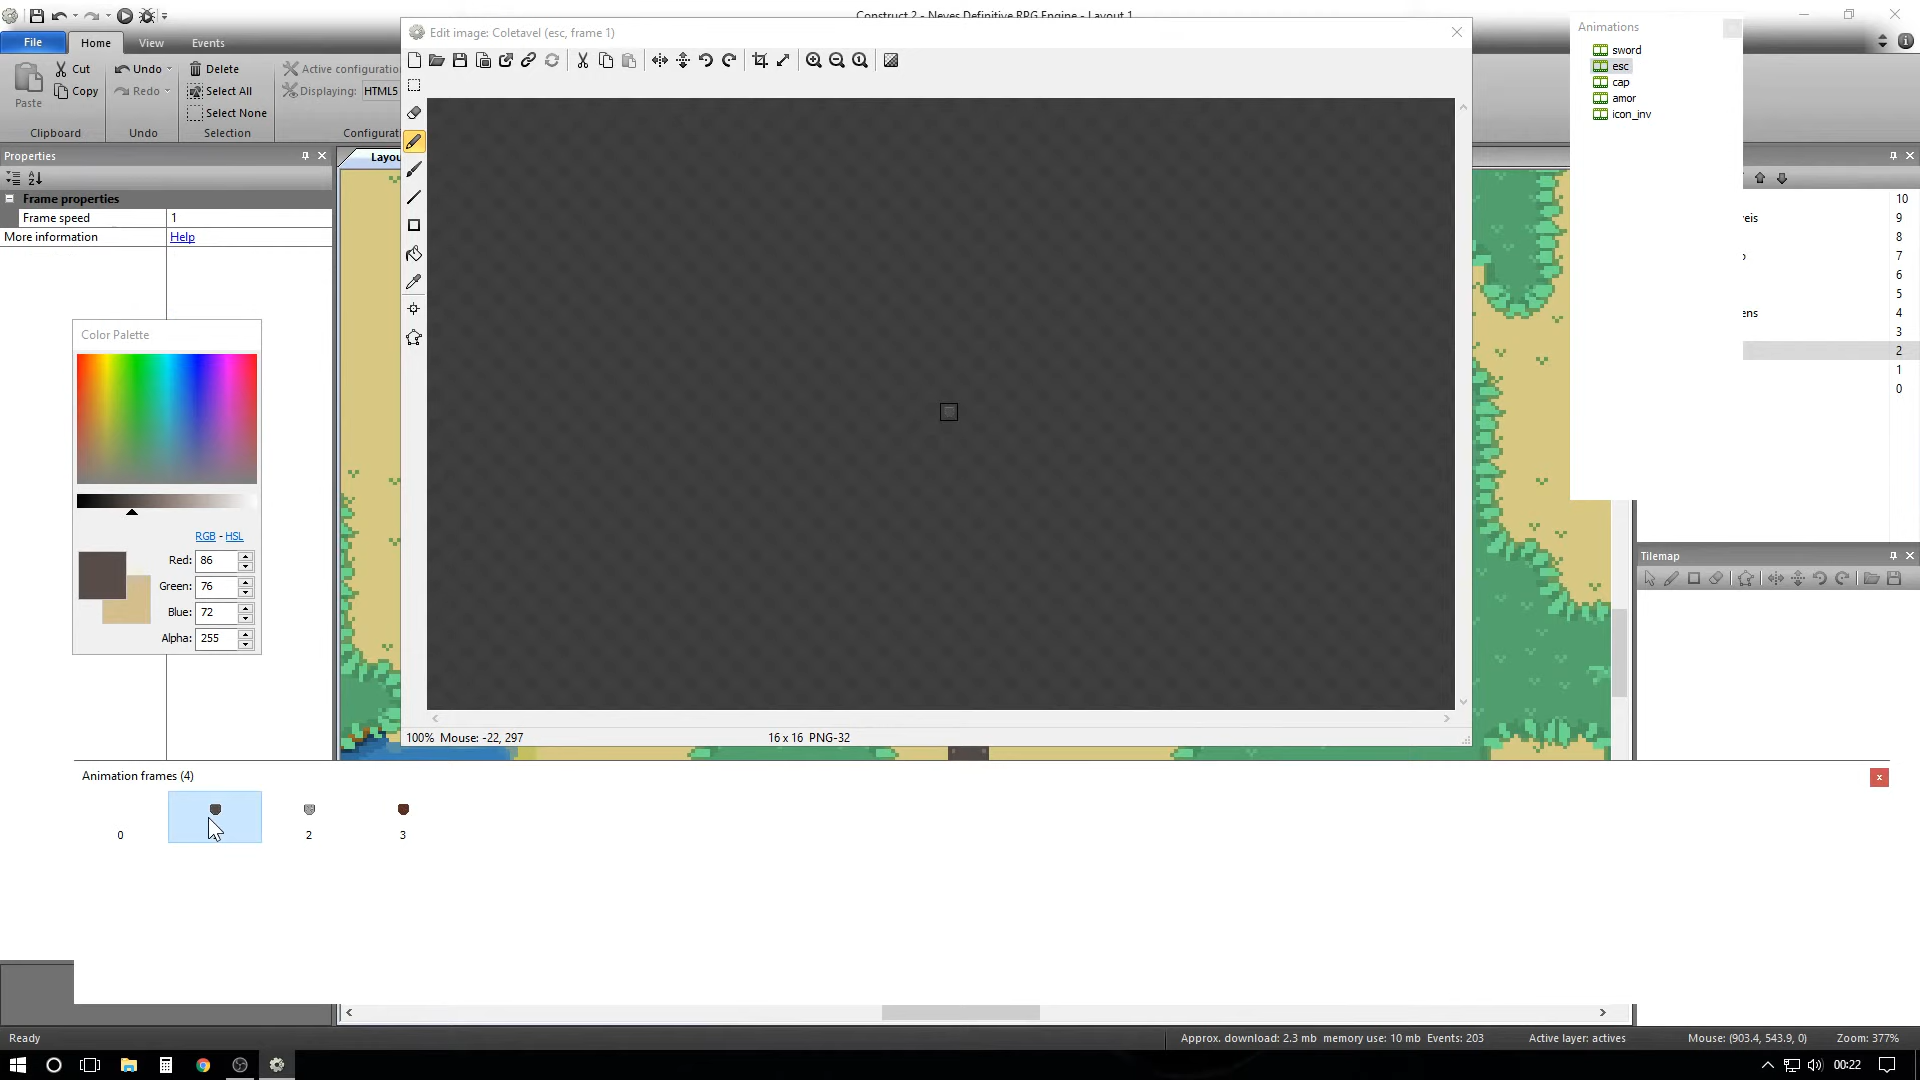 Construct 2 - Neves Definitive RPG Engine - Layout 1
File
Home
View
Events
Paste
Cut
Copy
Clipboard
Undo
Redo
Undo
Delete
Select All
Select None
Selection
Active configuration
Displaying: HTML5
Configurat
Edit image: Coletavel (esc, frame 1)
Animations
sword
esc
cap
amor
icon_inv
Properties
Layou
Frame properties
Frame speed 1
More information Help
Color Palette
RGB - HSL
Red: 86
Green: 76
Blue: 72
Alpha: 255
10
eis 9
8
7
6
5
ens 4
3
2
1
0
Tilemap
100% Mouse: -22, 297
16 x 16 PNG-32
Animation frames (4)
0
2
3
Ready
Approx. download: 2.3 mb memory use: 10 mb Events: 203
Active layer: actives
Mouse: (903.4, 543.9, 0)
Zoom: 377%
00:22